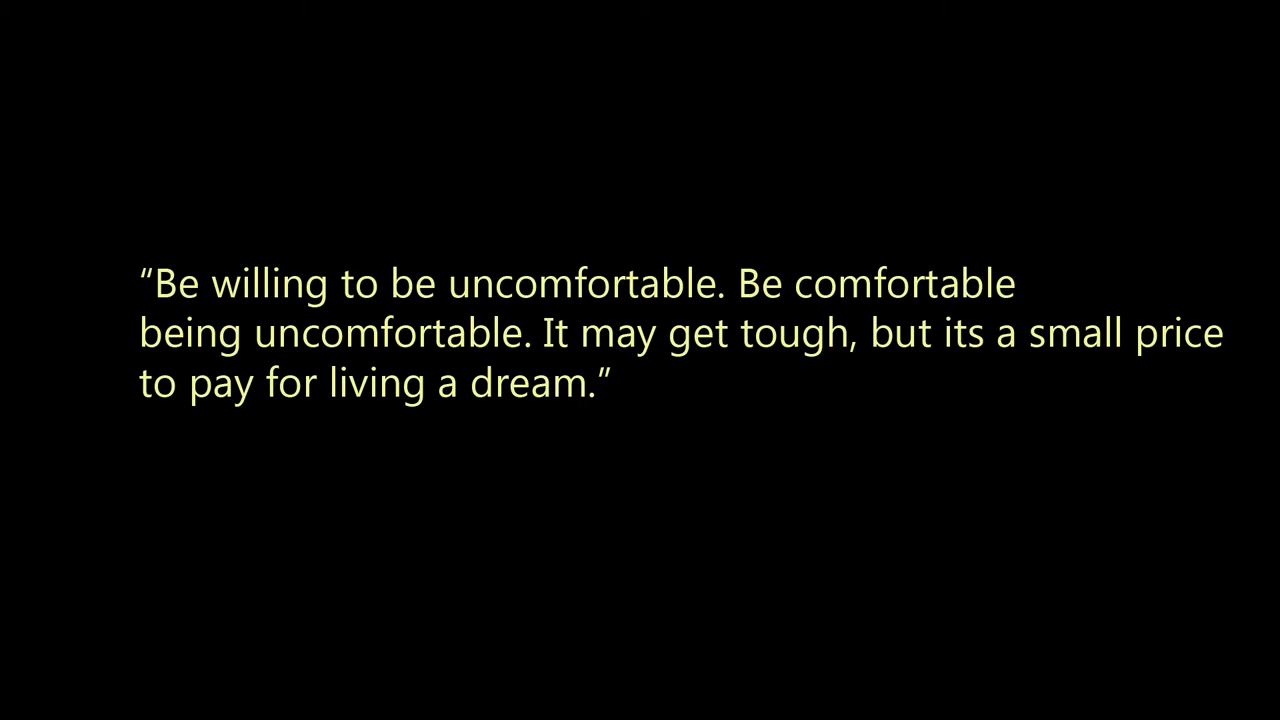 “Be willing to be uncomfortable. Be comfortable
being uncomfortable. It may get tough, but its a small price
to pay for living a dream.”